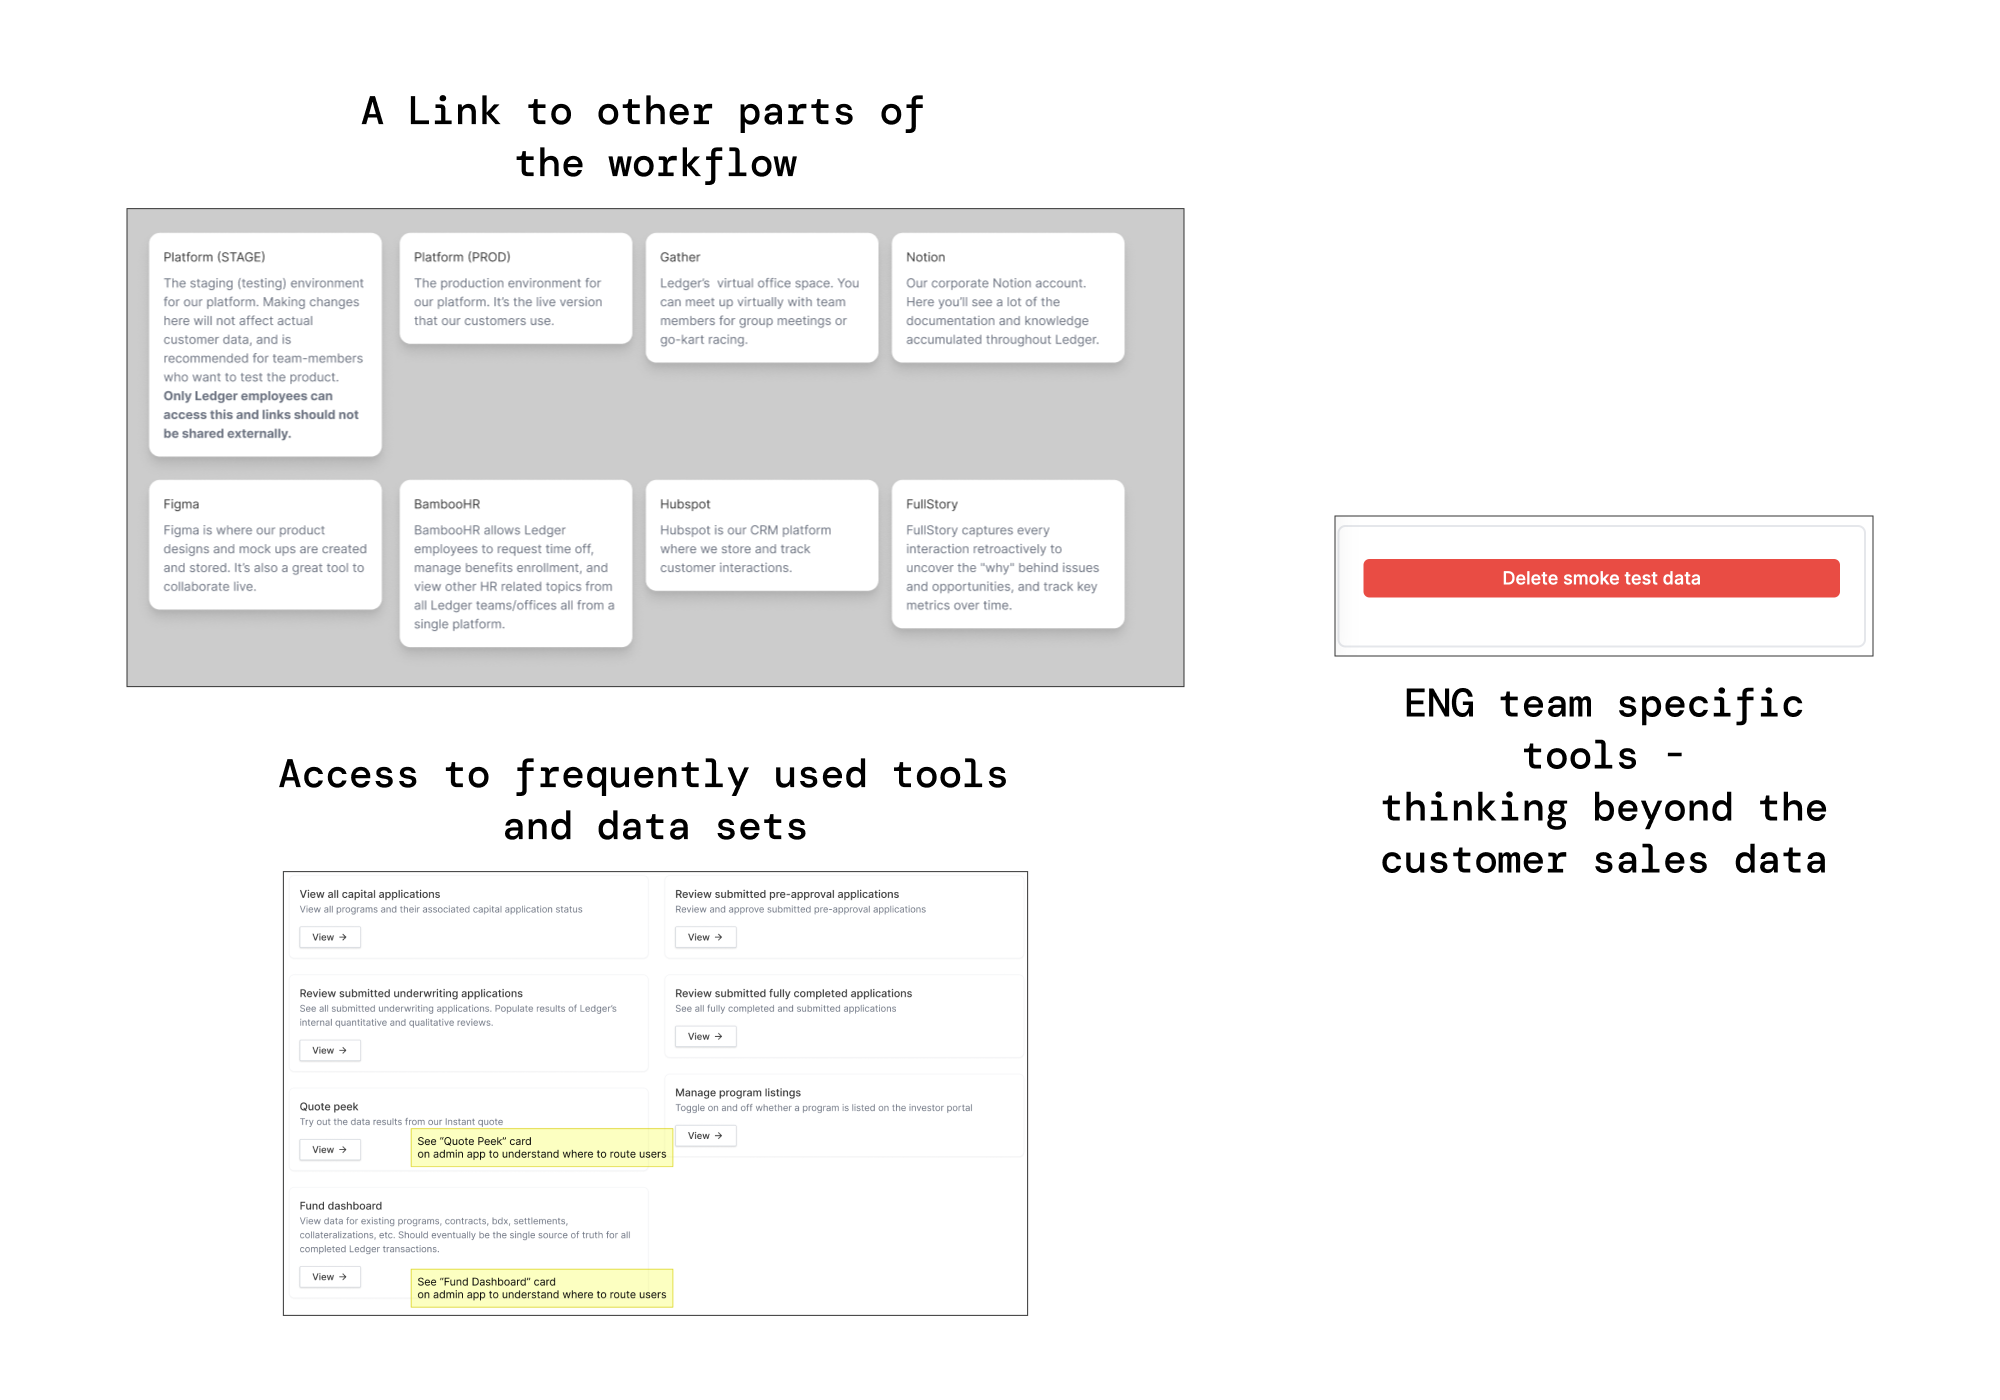 A Link to other parts of
the workflow
Platform (STAGE)
The staging (testing) environment
for our platform. Making changes
here will not affect actual
customer data, and is
recommended for team-members
who want to test the product.
Only Ledger employees can
access this and links should not
be shared externally.
Platform (PROD)
The production environment for
our platform. It's the live version
that our customers use.
Gather
Ledger's  virtual office space. You
can meet up virtually with team
members for group meetings or
go-kart racing.
Notion
Our corporate Notion account.
Here you'll see a lot of the
documentation and knowledge
accumulated throughout Ledger.
Figma
Figma is where our product
designs and mock ups are created
and stored. It's also a great tool to
collaborate live.
BambooHR
BambooHR allows Ledger
employees to request time off,
manage benefits enrollment, and
view other HR related topics from
all Ledger teams/offices all from a
single platform.
Hubspot
Hubspot is our CRM platform
where we store and track
customer interactions.
FullStory
FullStory captures every
interaction retroactively to
uncover the "why" behind issues
and opportunities, and track key
metrics over time.
Delete smoke test data
ENG team specific
tools -
thinking beyond the
customer sales data
Access to frequently used tools
and data sets
View all capital applications
View all programs and their associated capital application status
View →
Review submitted pre-approval applications
Review and approve submitted pre-approval applications
View →
Review submitted underwriting applications
See all submitted underwriting applications. Populate results of Ledger's
internal quantitative and qualitative reviews.
View →
Review submitted fully completed applications
See all fully completed and submitted applications
View →
Quote peek
Try out the data results from our Instant quote
View →
See "Quote Peek" card
on admin app to understand where to route users
Manage program listings
Toggle on and off whether a program is listed on the investor portal
View →
Fund dashboard
View data for existing programs, contracts, bdx, settlements,
collateralizations, etc. Should eventually be the single source of truth for all
completed Ledger transactions.
View →
See "Fund Dashboard" card
on admin app to understand where to route users